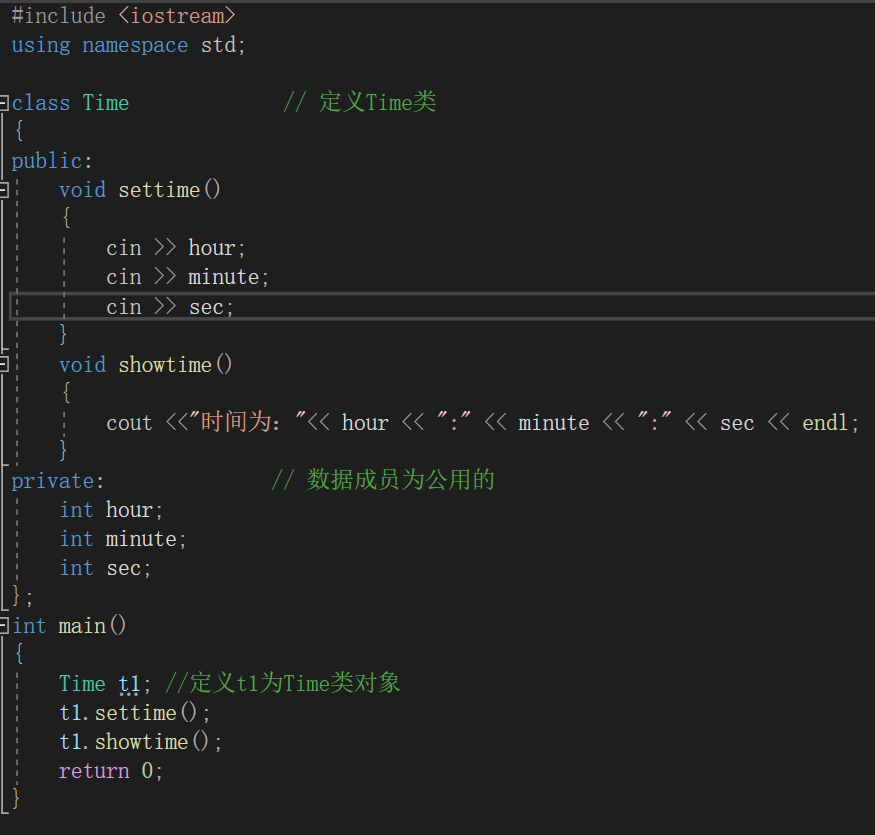 #include <iostream>
using namespace std;
class Time // 定义Time类
{
public:
void settime()
{
cin >> hour;
cin >> minute;
cin >> sec;
}
void showtime()
{
cout <<"时间为："<< hour << ":" << minute << ":" << sec << endl;
}
private: // 数据成员为公用的
int hour;
int minute;
int sec;
};
int main()
{
Time t1; //定义t1为Time类对象
t1.settime();
t1.showtime();
return 0;
}